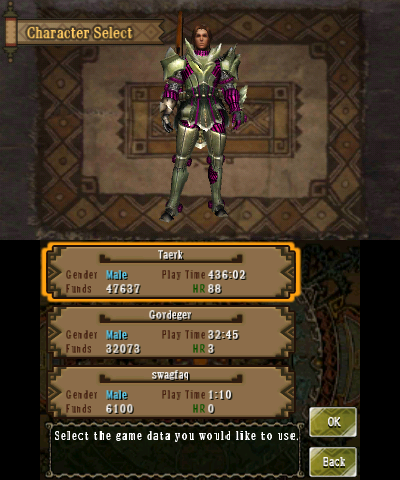 Character Select
Taerk
Gender Male Play Time 436:02
Funds 47637 HR 88
Gordeger
Gender Male Play Time 32:45
Funds 32073 HR 3
swagfaq
Gender Male Play Time 1:10
Funds 6100 HR 0
OK
Select the game data you would like to use.
Back